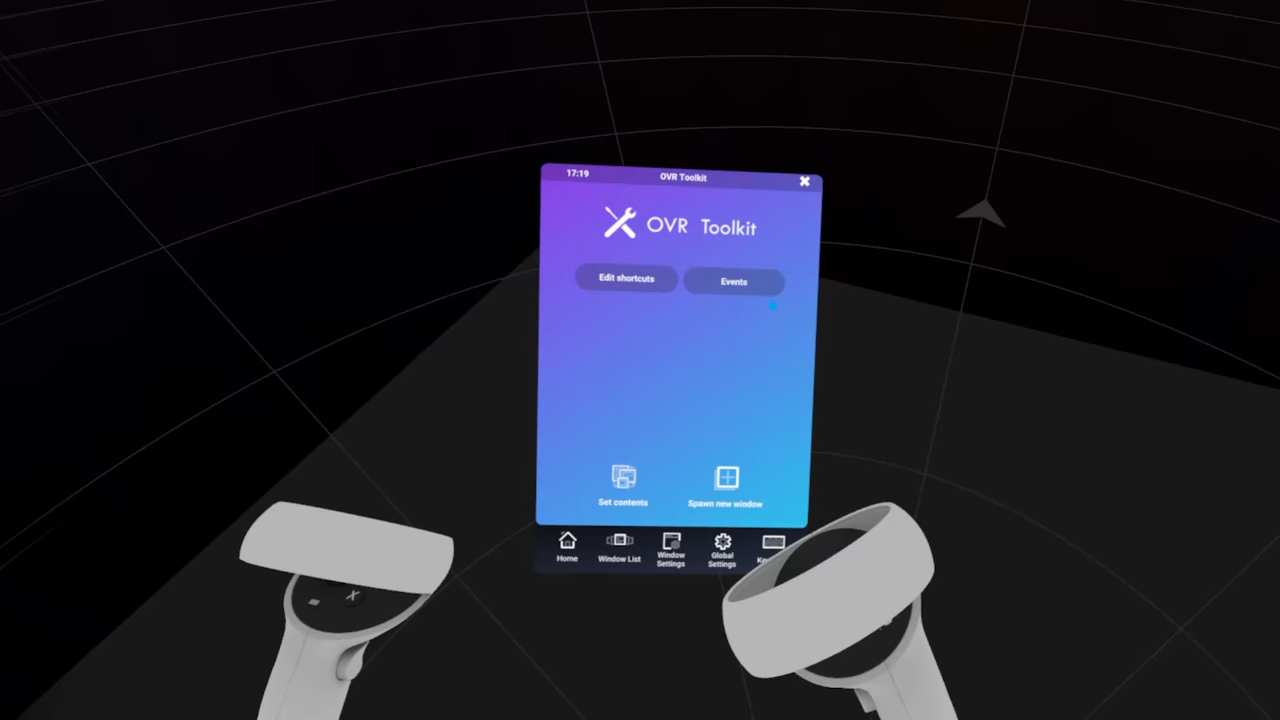 17:19 OVR Toolkit
OVR Toolkit
Edit shortcuts Events
Set contents Spawn new window
Home Window List Window Settings Global Settings
X